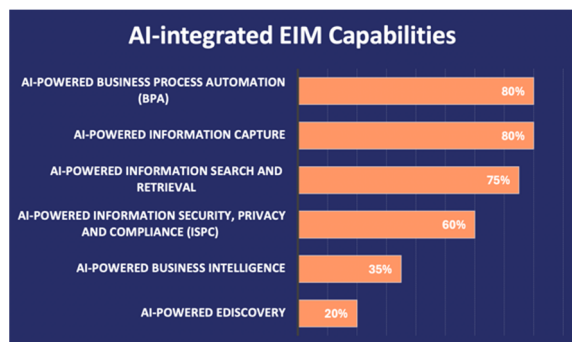 AI-integrated EIM Capabilities
AI-POWERED BUSINESS PROCESS AUTOMATION
(BPA)
80%
AI-POWERED INFORMATION CAPTURE
80%
AI-POWERED INFORMATION SEARCH AND
RETRIEVAL
75%
AI-POWERED INFORMATION SECURITY, PRIVACY
AND COMPLIANCE (ISPC)
60%
AI-POWERED BUSINESS INTELLIGENCE
35%
AI-POWERED EDISCOVERY
20%